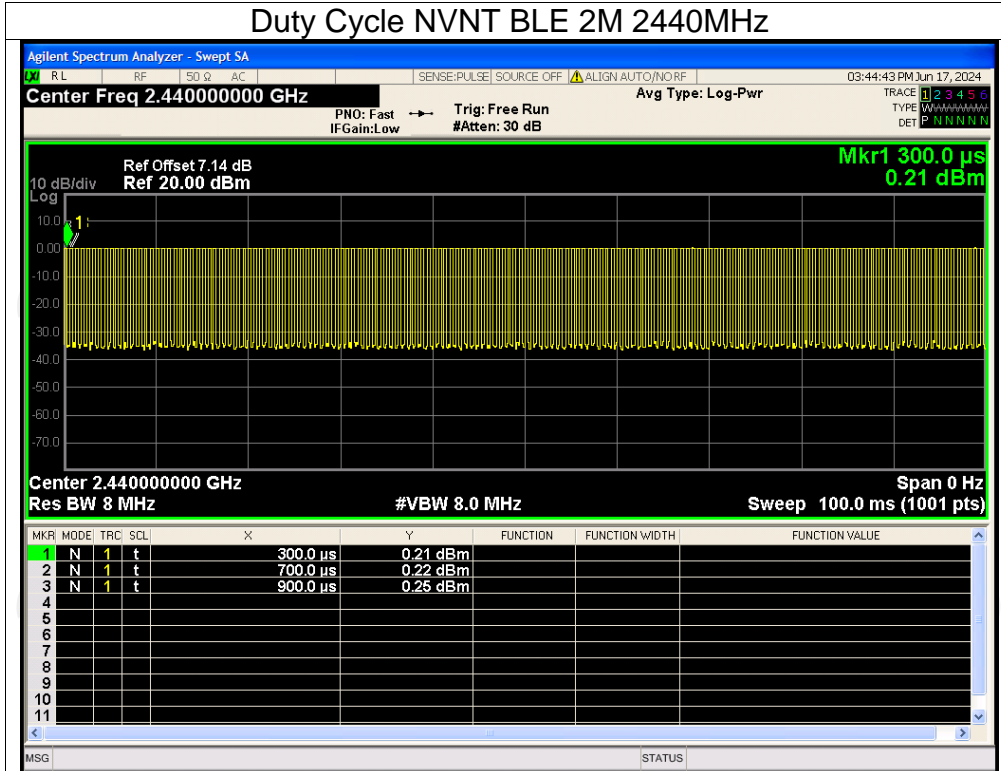 Duty Cycle NVNT BLE 2M 2440MHz
Agilent Spectrum Analyzer - Swept SA
LXI RL RF 50 Ω AC SENSE:PULSE SOURCE OFF ALIGN AUTO/NO RF 03:44:43 PM Jun 17, 2024
Center Freq 2.440000000 GHz Avg Type: Log-Pwr TRACE 1 2 3 4 5 6
PNO: Fast Trig: Free Run TYPE WWWWWW
IFGain:Low #Atten: 30 dB DET P N N N N N
Mkr1 300.0 µs
Ref Offset 7.14 dB
10 dB/div Ref 20.00 dBm 0.21 dBm
Log
10.0
1
0.00
-10.0
-20.0
-30.0
-40.0
-50.0
-60.0
-70.0
Center 2.440000000 GHz Span 0 Hz
Res BW 8 MHz #VBW 8.0 MHz Sweep 100.0 ms (1001 pts)
MKR MODE TRC SCL X Y FUNCTION FUNCTION WIDTH FUNCTION VALUE
1 N 1 t 300.0 µs 0.21 dBm
2 N 1 t 700.0 µs 0.22 dBm
3 N 1 t 900.0 µs 0.25 dBm
4
5
6
7
8
9
10
11
MSG STATUS